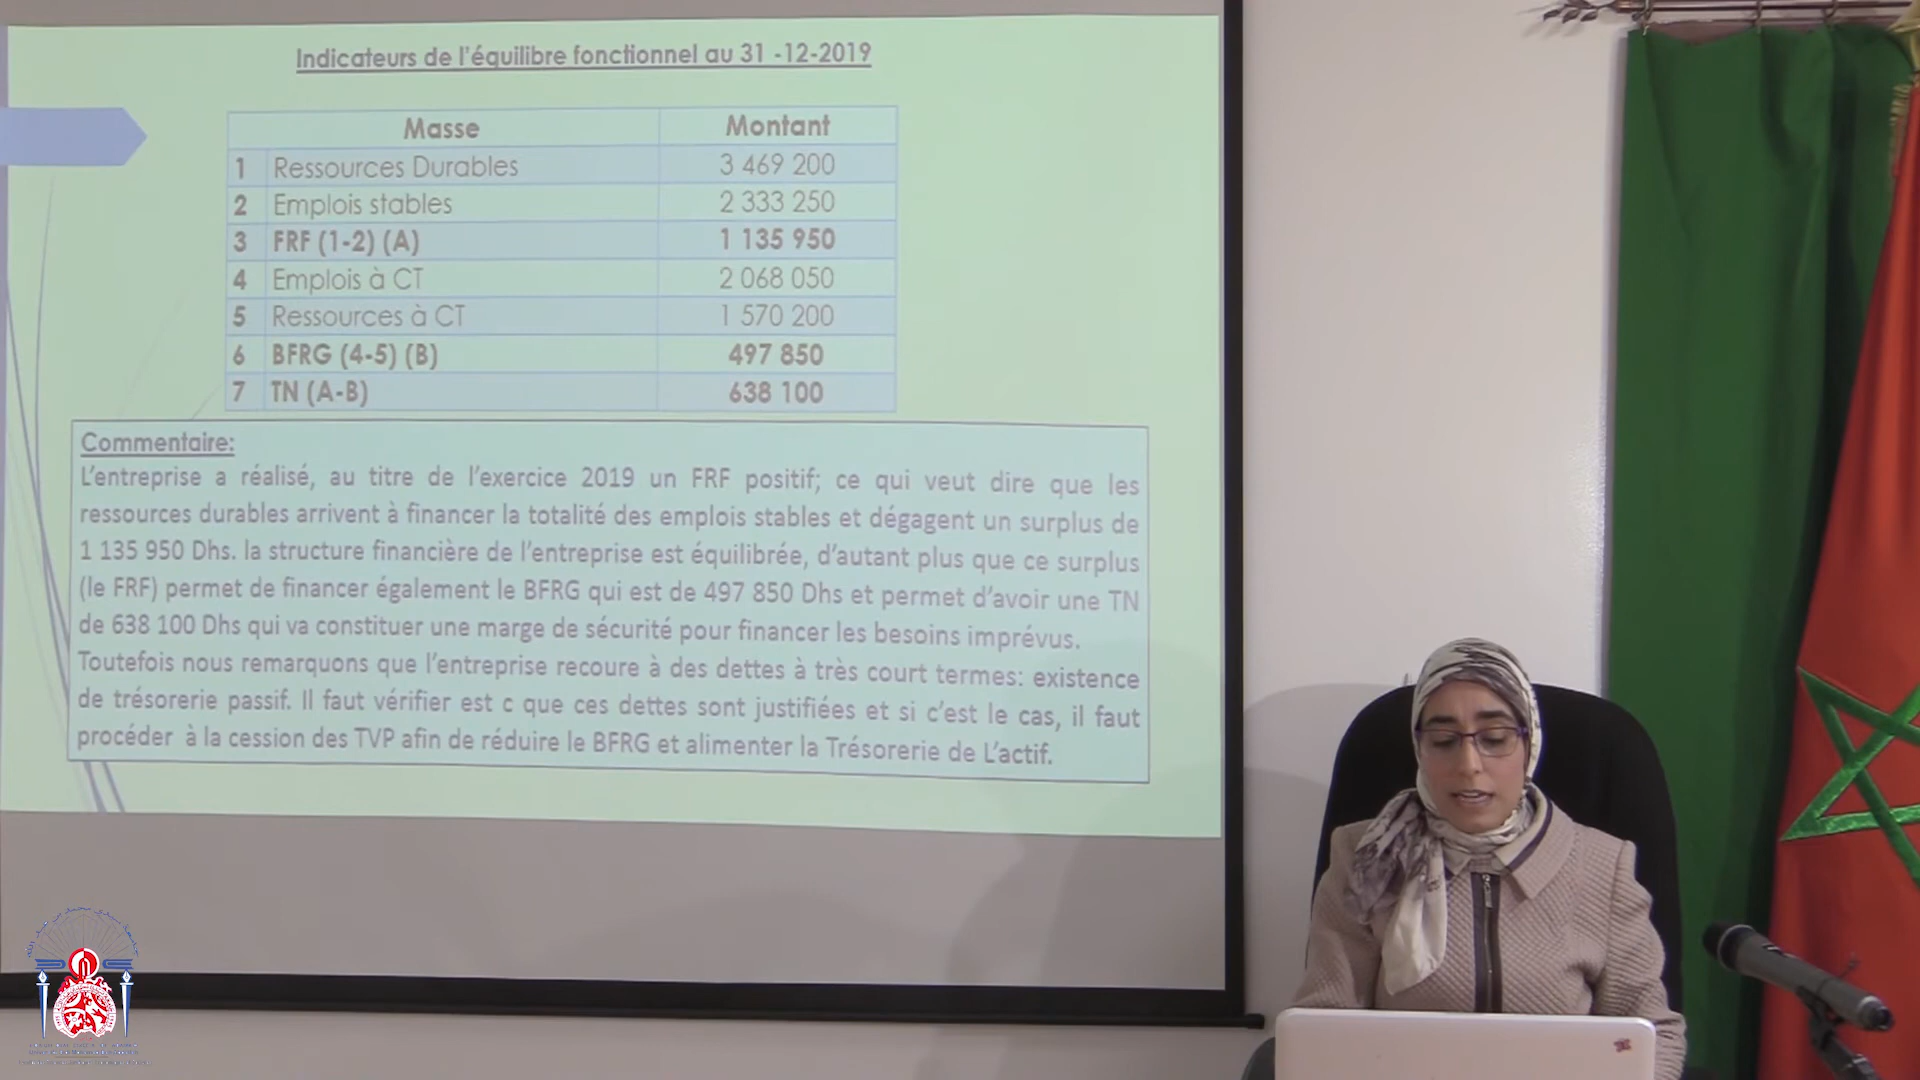 Indicateurs de l'équilibre fonctionnel au 31 -12-2019
Masse Montant
1 Ressources Durables 3 469 200
2 Emplois stables 2 333 250
3 FRF (1-2) (A) 1 135 950
4 Emplois à CT 2 068 050
5 Ressources à CT 1 570 200
6 BFRG (4-5) (B) 497 850
7 TN (A-B) 638 100
Commentaire:
L'entreprise a réalisé, au titre de l'exercice 2019 un FRF positif; ce qui veut dire que les
ressources durables arrivent à financer la totalité des emplois stables et dégagent un surplus de
1 135 950 Dhs. la structure financière de l'entreprise est équilibrée, d'autant plus que ce surplus
(le FRF) permet de financer également le BFRG qui est de 497 850 Dhs et permet d'avoir une TN
de 638 100 Dhs qui va constituer une marge de sécurité pour financer les besoins imprévus.
Toutefois nous remarquons que l'entreprise recoure à des dettes à très court termes: existence
de trésorerie passif. Il faut vérifier est c que ces dettes sont justifiées et si c'est le cas, il faut
procéder à la cession des TVP afin de réduire le BFRG et alimenter la Trésorerie de L'actif.